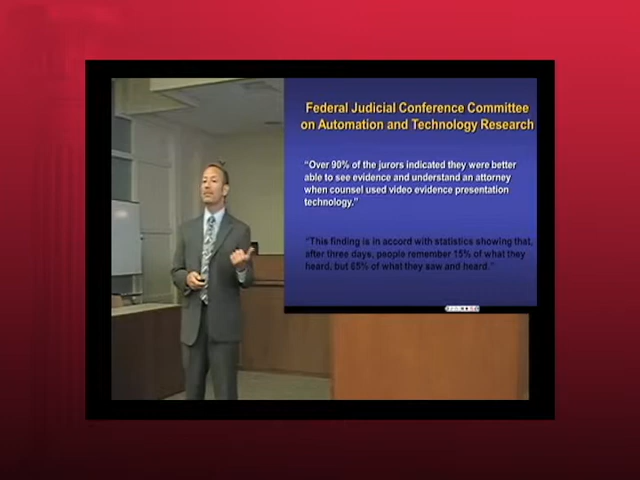 Federal Judicial Conference Committee
on Automation and Technology Research
“Over 90% of the jurors indicated they were better
able to see evidence and understand an attorney
when counsel used video evidence presentation
technology.”
“This finding is in accord with statistics showing that,
after three days, people remember 15% of what they
heard, but 65% of what they saw and heard.”